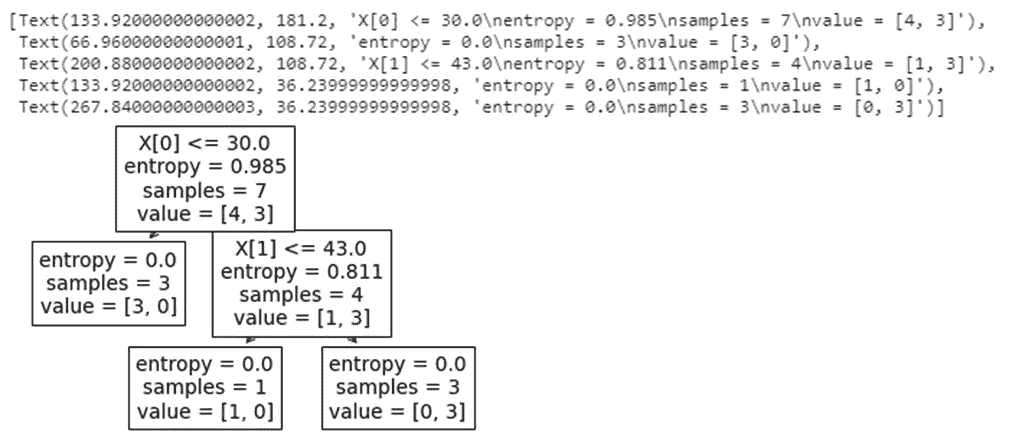 [Text(133.92000000000002, 181.2, 'X[0] <= 30.0\nentropy = 0.985\nsamples = 7\nvalue = [4, 3]'),
Text(66.96000000000001, 108.72, 'entropy = 0.0\nsamples = 3\nvalue = [3, 0]'),
Text(200.88000000000002, 108.72, 'X[1] <= 43.0\nentropy = 0.811\nsamples = 4\nvalue = [1, 3]'),
Text(133.92000000000002, 36.23999999999998, 'entropy = 0.0\nsamples = 1\nvalue = [1, 0]'),
Text(267.84000000000003, 36.23999999999998, 'entropy = 0.0\nsamples = 3\nvalue = [0, 3]')]
X[0] <= 30.0
entropy = 0.985
samples = 7
value = [4, 3]
entropy = 0.0
samples = 3
value = [3, 0]
X[1] <= 43.0
entropy = 0.811
samples = 4
value = [1, 3]
entropy = 0.0
samples = 1
value = [1, 0]
entropy = 0.0
samples = 3
value = [0, 3]